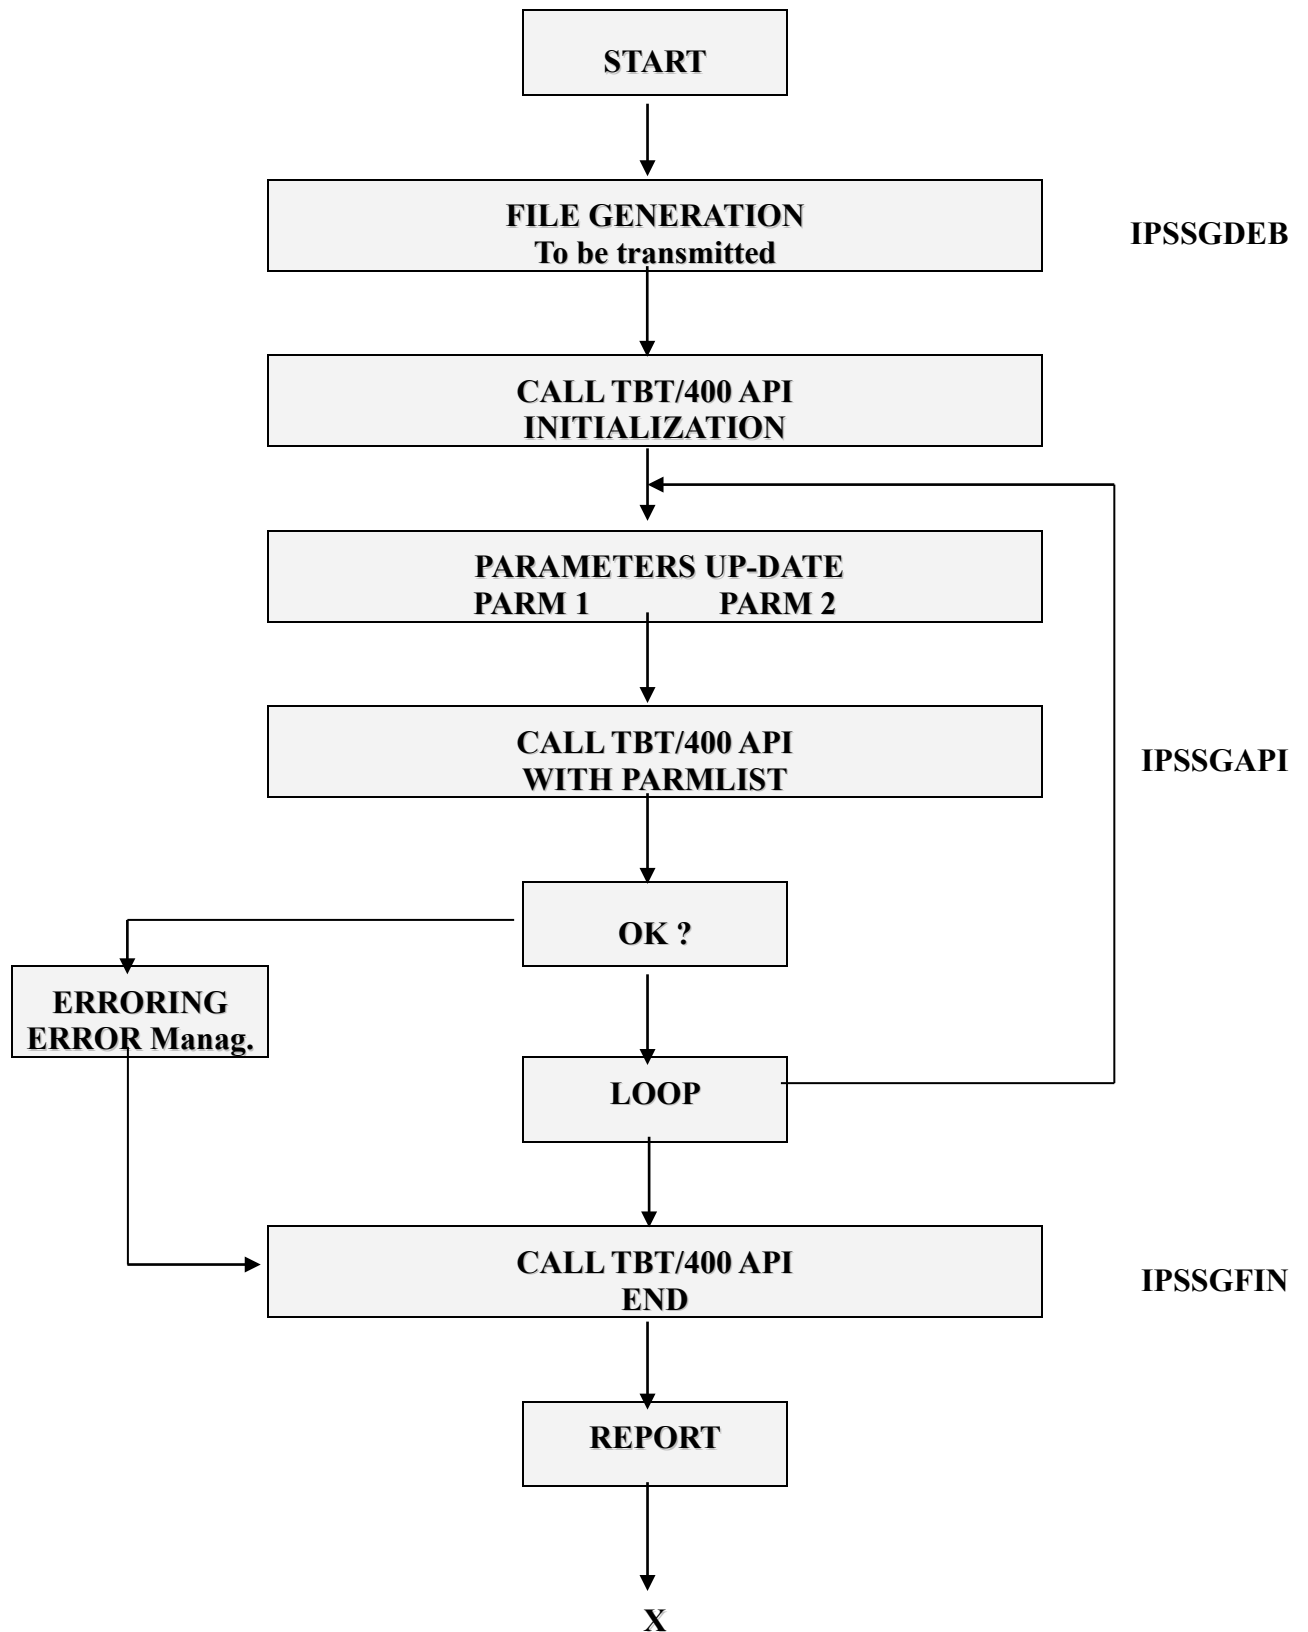 START
FILE GENERATION
To be transmitted
IPSSGDEB
CALL TBT/400 API
INITIALIZATION
PARAMETERS UP-DATE
PARM 1 PARM 2
CALL TBT/400 API
WITH PARMLIST
IPSSGAPI
OK ?
ERRORING
ERROR Manag.
LOOP
CALL TBT/400 API
END
IPSSGFIN
REPORT
X